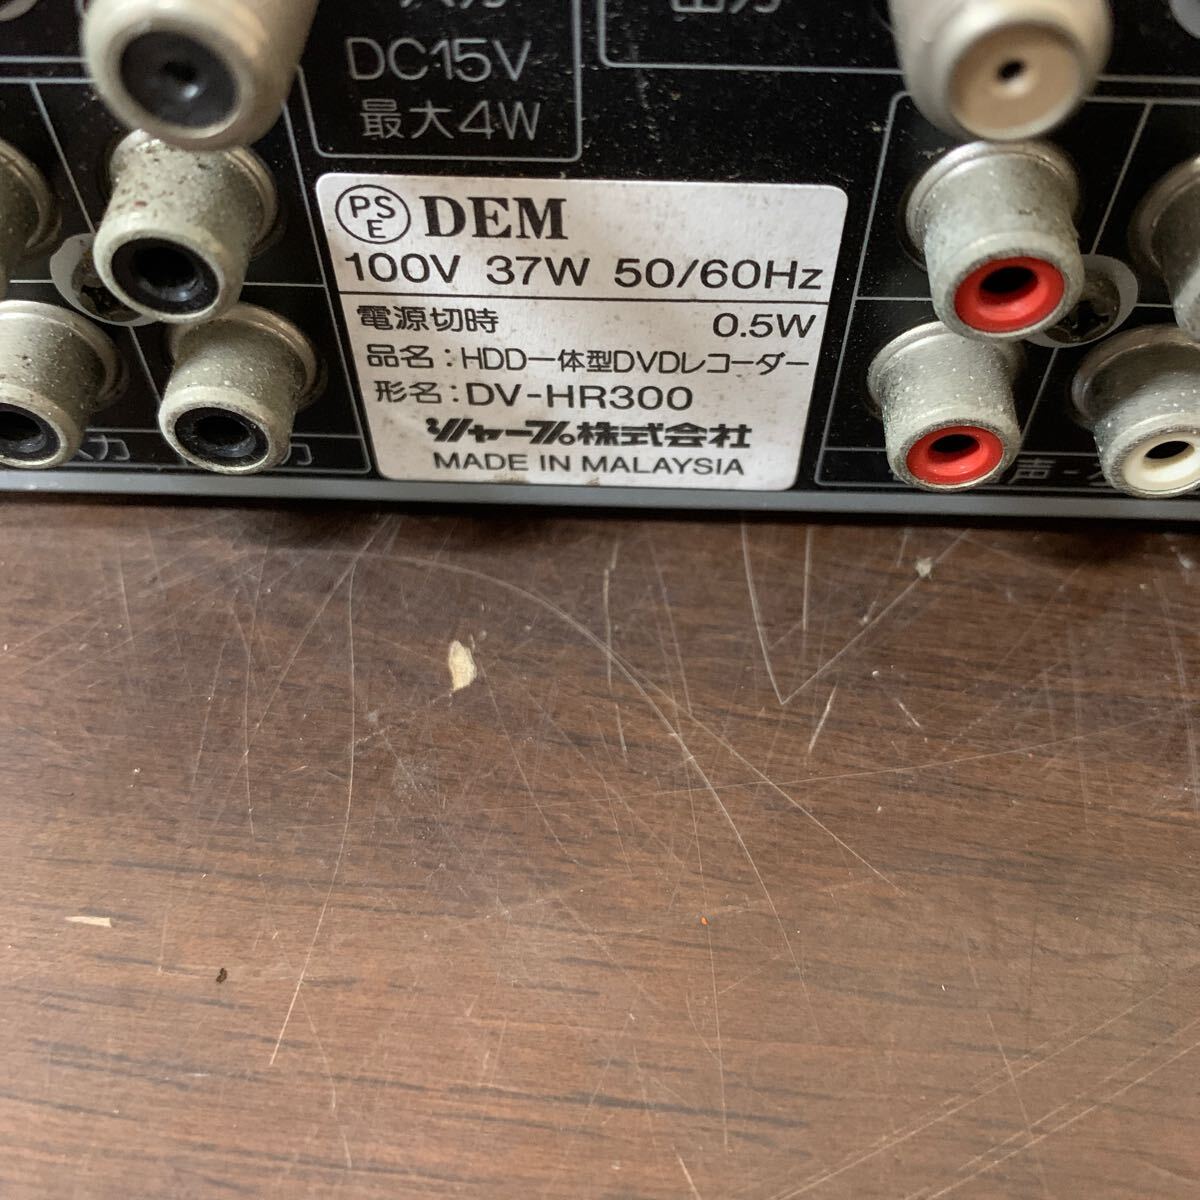 DC15V
最大4W
PS
E
DEM
100V 37W 50/60Hz
電源切時 0.5W
品名:HDD一体型DVDレコーダー
形名:DV-HR300
シャープ株式会社
MADE IN MALAYSIA